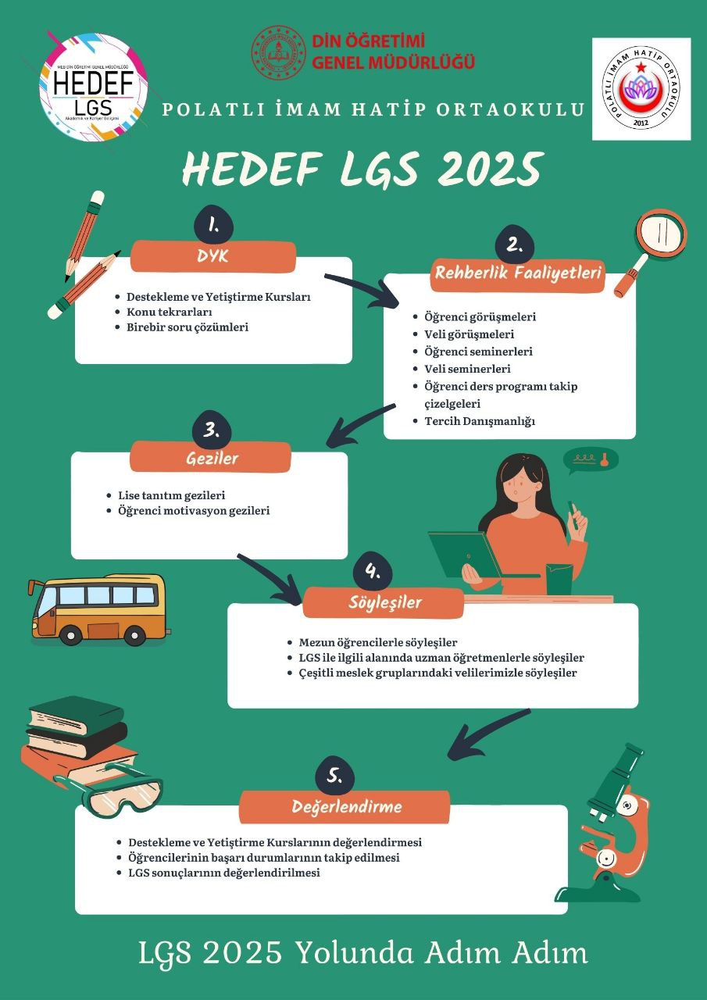 MEB DİN ÖĞRETİMİ GENEL MÜDÜRLÜĞÜ
HEDEF
LGS
Akademik ve Kariyer Gelişimi
DİN ÖĞRETİMİ
GENEL MÜDÜRLÜĞÜ
POLATLI İMAM HATİP ORTAOKULU
POLATLI İMAM HATİP ORTAOKULU
2012
HEDEF LGS 2025
1.
DYK
• Destekleme ve Yetiştirme Kursları
• Konu tekrarları
• Birebir soru çözümleri
2.
Rehberlik Faaliyetleri
• Öğrenci görüşmeleri
• Veli görüşmeleri
• Öğrenci seminerleri
• Veli seminerleri
• Öğrenci ders programı takip
çizelgeleri
• Tercih Danışmanlığı
3.
Geziler
• Lise tanıtım gezileri
• Öğrenci motivasyon gezileri
4.
Söyleşiler
• Mezun öğrencilerle söyleşiler
• LGS ile ilgili alanında uzman öğretmenlerle söyleşiler
• Çeşitli meslek gruplarındaki velilerimizle söyleşiler
5.
Değerlendirme
• Destekleme ve Yetiştirme Kurslarının değerlendirmesi
• Öğrencilerinin başarı durumlarının takip edilmesi
• LGS sonuçlarının değerlendirilmesi
LGS 2025 Yolunda Adım Adım